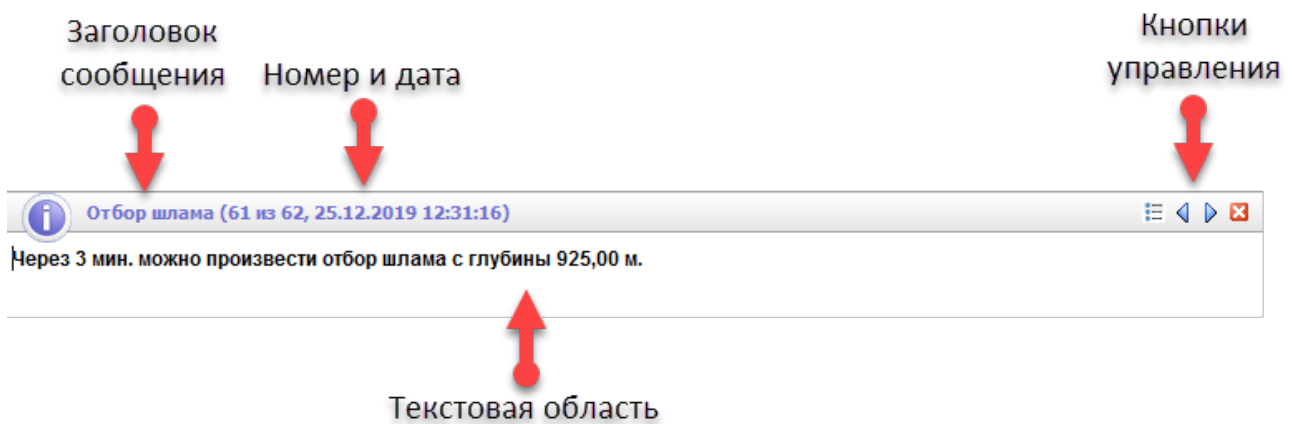 Заголовок
сообщения
Номер и дата
Кнопки
управления
Отбор шлама (61 из 62, 25.12.2019 12:31:16)
Через 3 мин. можно произвести отбор шлама с глубины 925,00 м.
Текстовая область